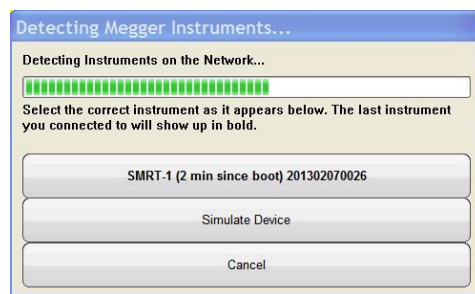 Detecting Megger Instruments...
Detecting Instruments on the Network...
Select the correct instrument as it appears below. The last instrument
you connected to will show up in bold.
SMRT-1 (2 min since boot) 201302070026
Simulate Device
Cancel